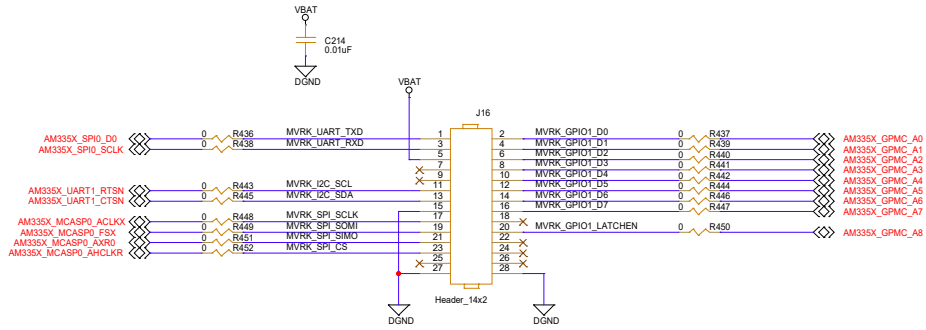 VBAT
C214
0.01uF
DGND
VBAT
J16
AM335X_SPI0_D0 0 R436 MVRK_UART_TXD 1 2 MVRK_GPIO1_D0 0 R437 AM335X_GPMC_A0
AM335X_SPI0_SCLK 0 R438 MVRK_UART_RXD 3 4 MVRK_GPIO1_D1 0 R439 AM335X_GPMC_A1
5 6 MVRK_GPIO1_D2 0 R440 AM335X_GPMC_A2
7 8 MVRK_GPIO1_D3 0 R441 AM335X_GPMC_A3
9 10 MVRK_GPIO1_D4 0 R442 AM335X_GPMC_A4
AM335X_UART1_RTSN 0 R443 MVRK_I2C_SCL 11 12 MVRK_GPIO1_D5 0 R444 AM335X_GPMC_A5
AM335X_UART1_CTSN 0 R445 MVRK_I2C_SDA 13 14 MVRK_GPIO1_D6 0 R446 AM335X_GPMC_A6
15 16 MVRK_GPIO1_D7 0 R447 AM335X_GPMC_A7
AM335X_MCASP0_ACLKX 0 R448 MVRK_SPI_SCLK 17 18
AM335X_MCASP0_FSX 0 R449 MVRK_SPI_SOMI 19 20 MVRK_GPIO1_LATCHEN 0 R450 AM335X_GPMC_A8
AM335X_MCASP0_AXR0 0 R451 MVRK_SPI_SIMO 21 22
AM335X_MCASP0_AHCLKR 0 R452 MVRK_SPI_CS 23 24
25 26
27 28
Header_14x2
DGND DGND